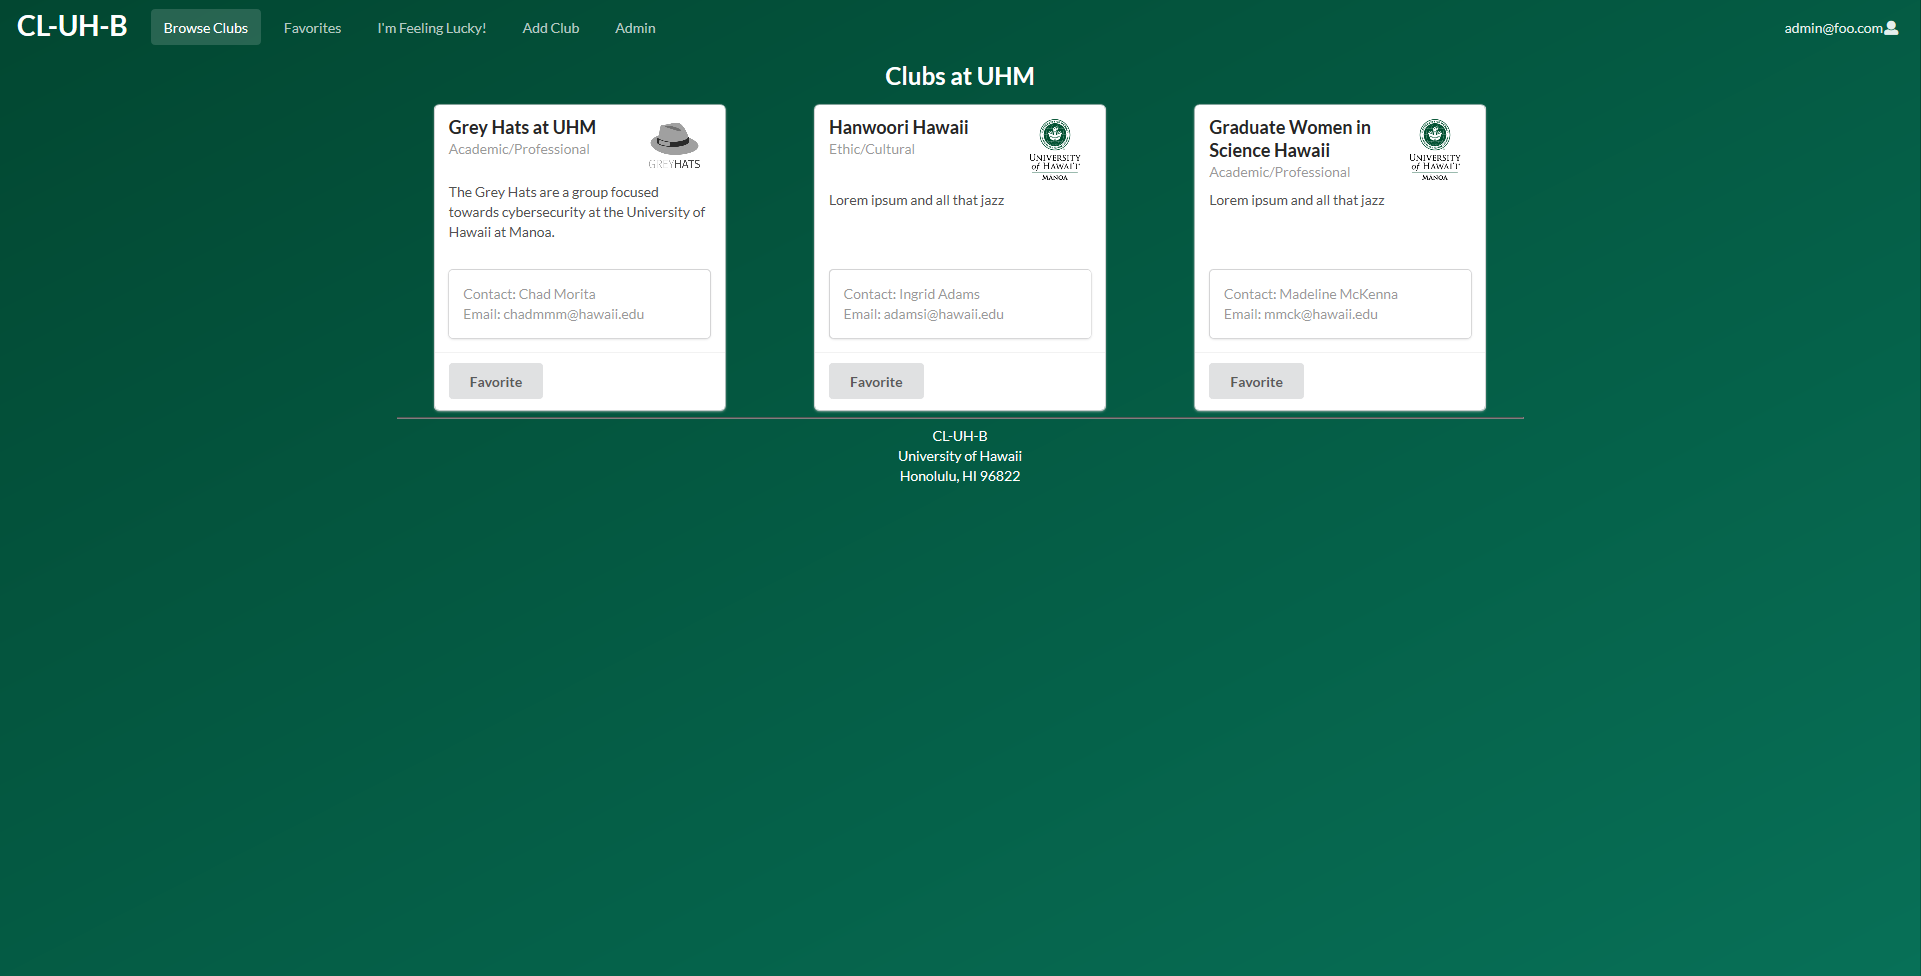 CL-UH-B
Browse Clubs
Favorites
I'm Feeling Lucky!
Add Club
Admin
admin@foo.com
Clubs at UHM
Grey Hats at UHM
Academic/Professional
GREYHATS
The Grey Hats are a group focused
towards cybersecurity at the University of
Hawaii at Manoa.
Contact: Chad Morita
Email: chadmmm@hawaii.edu
Favorite
Hanwoori Hawaii
Ethic/Cultural
UNIVERSITY
of HAWAI'I
MANOA
Lorem ipsum and all that jazz
Contact: Ingrid Adams
Email: adamsi@hawaii.edu
Favorite
Graduate Women in
Science Hawaii
Academic/Professional
UNIVERSITY
of HAWAI'I
MANOA
Lorem ipsum and all that jazz
Contact: Madeline McKenna
Email: mmck@hawaii.edu
Favorite
CL-UH-B
University of Hawaii
Honolulu, HI 96822